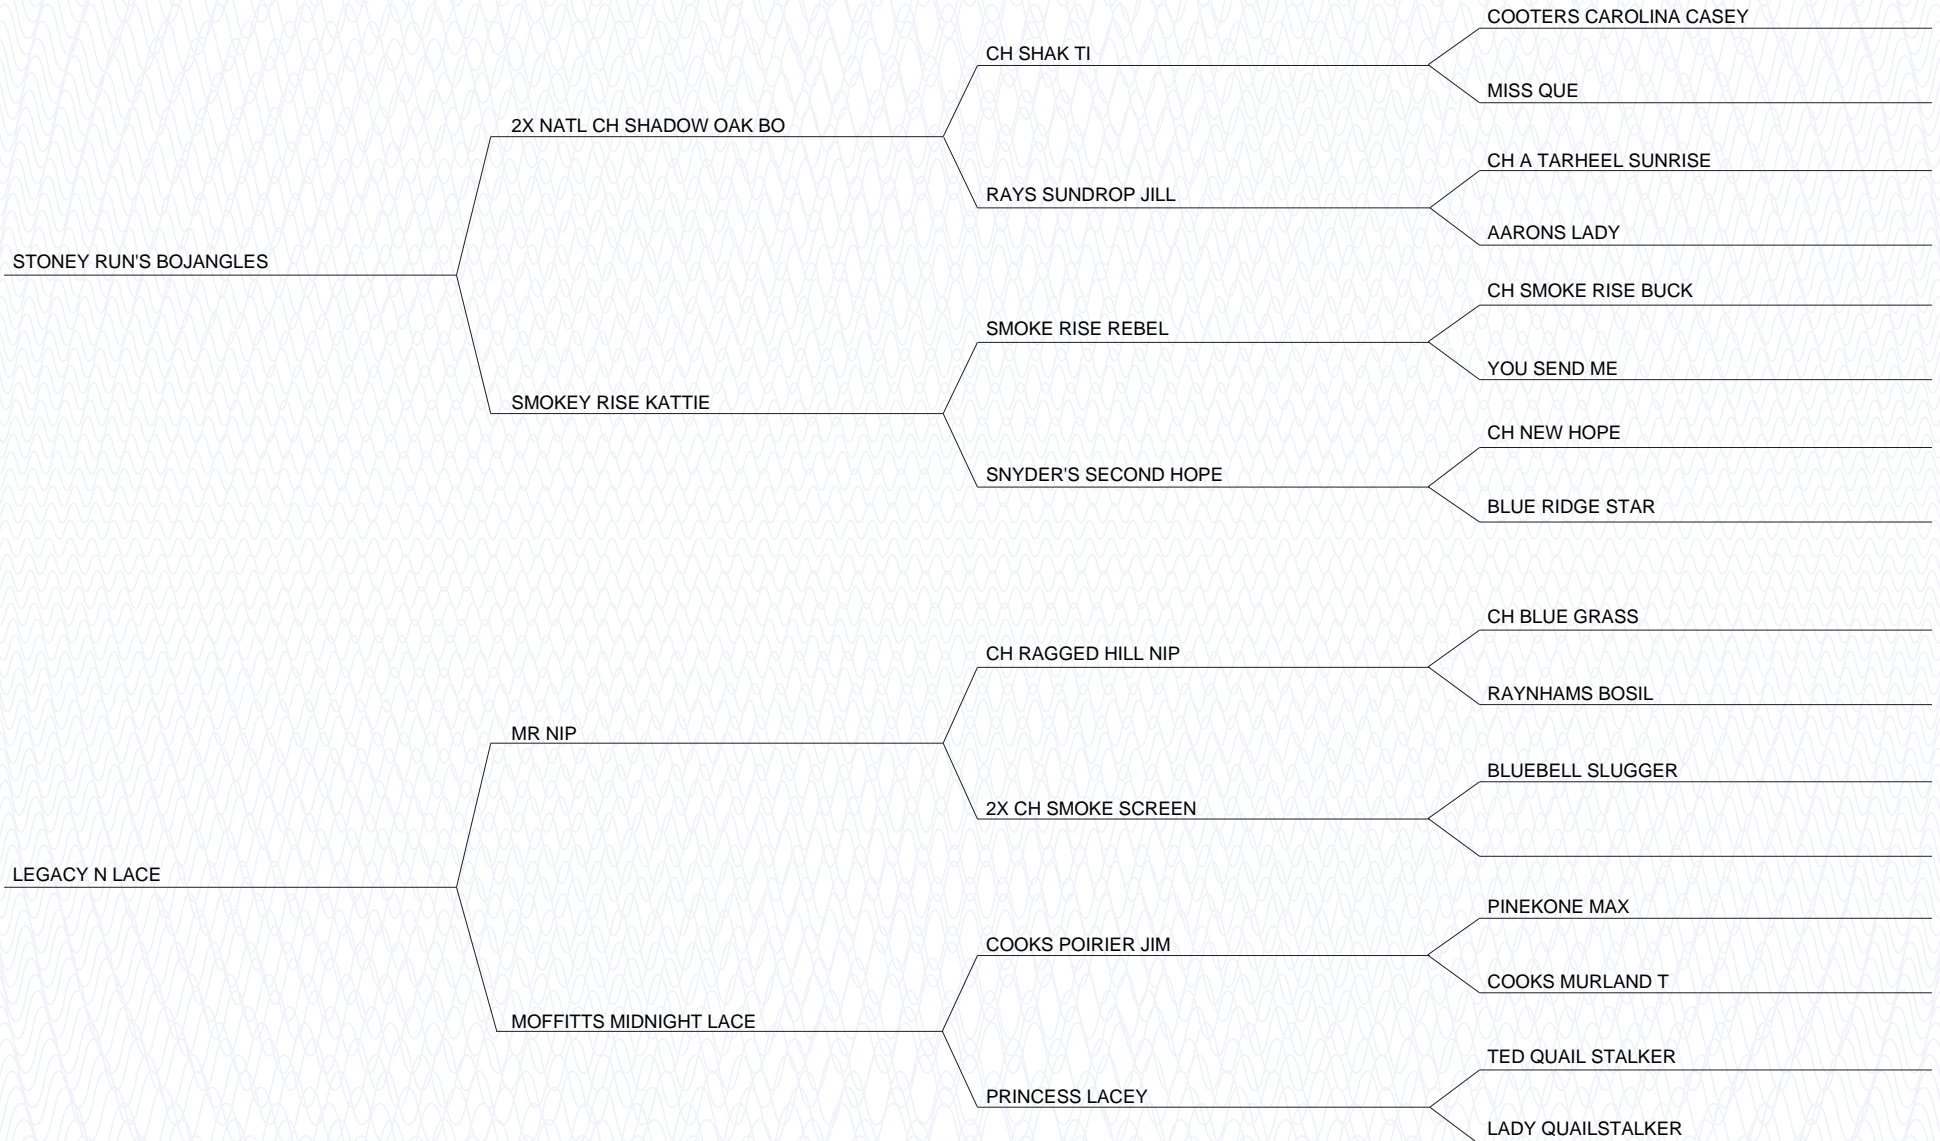 COOTERS CAROLINA CASEY
CH SHAK TI
MISS QUE
2X NATL CH SHADOW OAK BO
CH A TARHEEL SUNRISE
RAYS SUNDROP JILL
AARONS LADY
STONEY RUN'S BOJANGLES
CH SMOKE RISE BUCK
SMOKE RISE REBEL
YOU SEND ME
SMOKEY RISE KATTIE
CH NEW HOPE
SNYDER'S SECOND HOPE
BLUE RIDGE STAR
CH BLUE GRASS
CH RAGGED HILL NIP
RAYNHAMS BOSIL
MR NIP
BLUEBELL SLUGGER
2X CH SMOKE SCREEN
LEGACY N LACE
PINEKONE MAX
COOKS POIRIER JIM
COOKS MURLAND T
MOFFITTS MIDNIGHT LACE
TED QUAIL STALKER
PRINCESS LACEY
LADY QUAILSTALKER